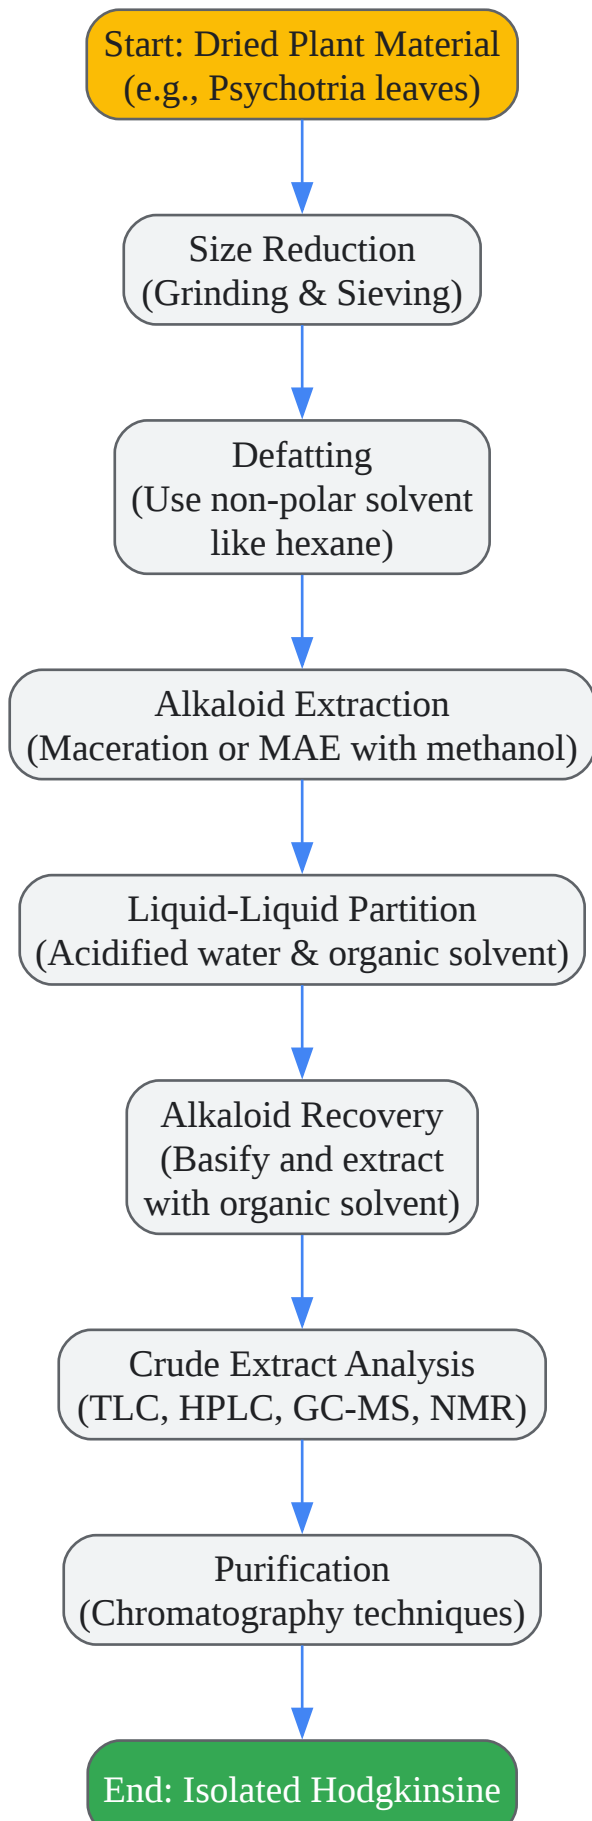 Start: Dried Plant Material
(e.g., Psychotria leaves)
Size Reduction
(Grinding & Sieving)
Defatting
(Use non-polar solvent
like hexane)
Alkaloid Extraction
(Maceration or MAE with methanol)
Liquid-Liquid Partition
(Acidified water & organic solvent)
Alkaloid Recovery
(Basify and extract
with organic solvent)
Crude Extract Analysis
(TLC, HPLC, GC-MS, NMR)
Purification
(Chromatography techniques)
End: Isolated Hodgkinsine